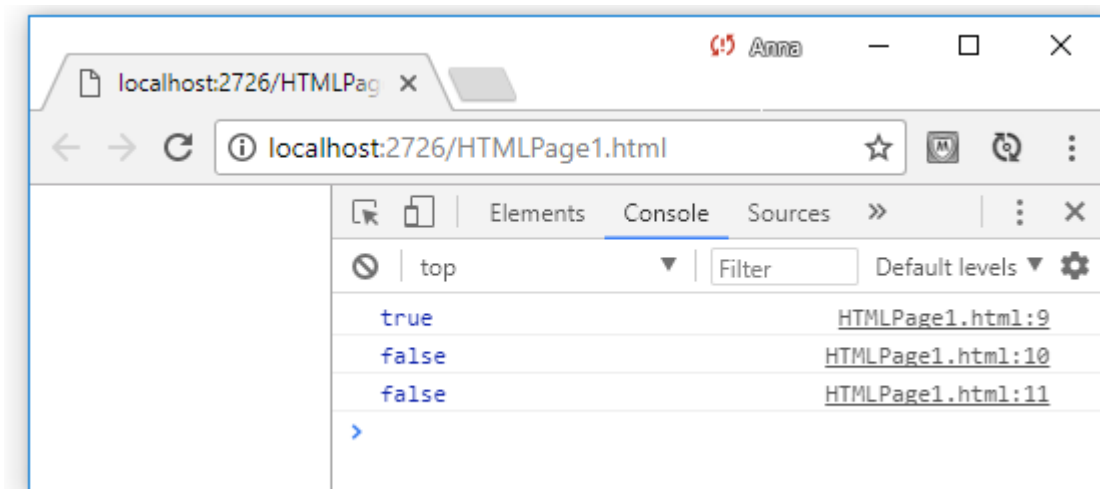 Anna
localhost:2726/HTMLPag
localhost:2726/HTMLPage1.html
Elements Console Sources »
top Filter Default levels
true HTMLPage1.html:9
false HTMLPage1.html:10
false HTMLPage1.html:11